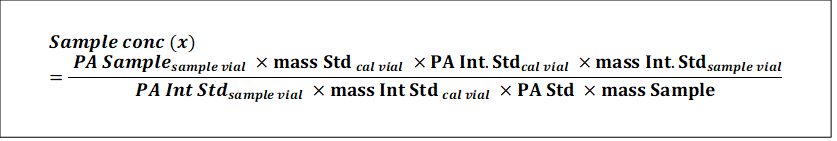 Sample conc (x)
= PA Sample sample vial × mass Std cal vial × PA Int. Std cal vial × mass Int. Std sample vial
PA Int Std sample vial × mass Int Std cal vial × PA Std × mass Sample